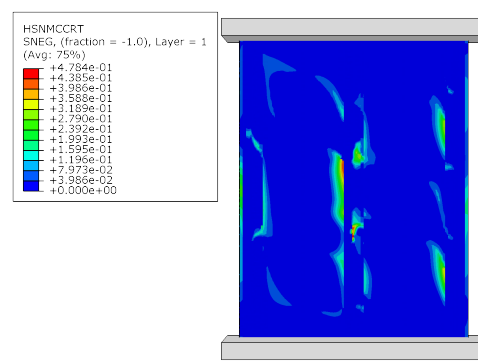 HSNMCCRT
SNEG, (fraction = -1.0), Layer = 1
(Avg: 75%)
+4.784e-01
+4.385e-01
+3.986e-01
+3.588e-01
+3.189e-01
+2.790e-01
+2.392e-01
+1.993e-01
+1.595e-01
+1.196e-01
+7.973e-02
+3.986e-02
+0.000e+00